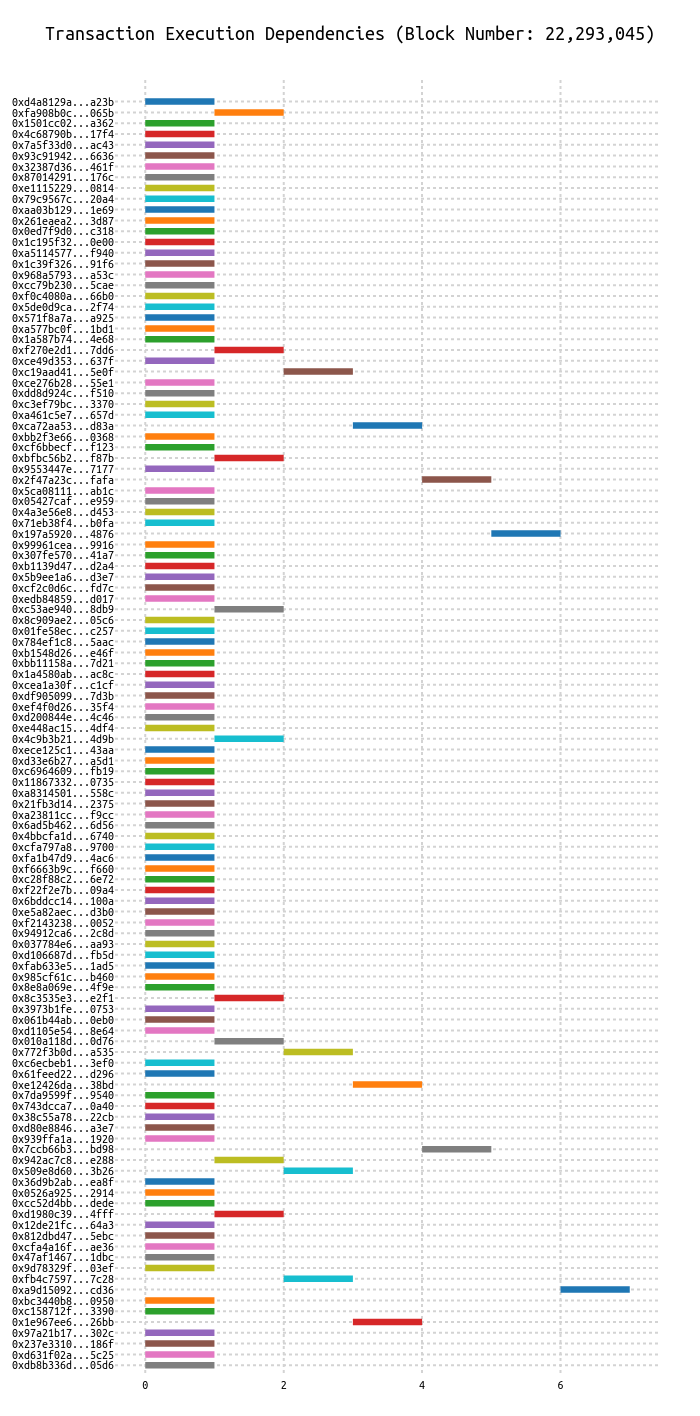 Transaction Execution Dependencies (Block Number: 22,293,045)
0xd4a8129a...a23b
0xfa908b0c...065b
0x1501cc02...a362
0x4c68790b...17f4
0x7a5f33d0...ac43
0x93c91942...6636
0x32387d36...461f
0x87014291...176c
0xe1115229...0814
0x79c9567c...20a4
0xaa03b129...1e69
0x261eaea2...3d87
0x0ed7f9d0...c318
0x1c195f32...0e00
0xa5114577...f940
0x1c39f326...91f6
0x968a5793...a53c
0xcc79b230...5cae
0xf0c4080a...66b0
0x5de0d9ca...2f74
0x571f8a7a...a925
0xa577bc0f...1bd1
0x1a587b74...4e68
0xf270e2d1...7dd6
0xce49d353...637f
0xc19aad41...5e0f
0xce276b28...55e1
0xdd8d924c...f510
0xc3ef79bc...3370
0xa461c5e7...657d
0xca72aa53...d83a
0xbb2f3e66...0368
0xcf6bbecf...f123
0xbfbc56b2...f87b
0x9553447e...7177
0x2f47a23c...fafa
0x5ca08111...ab1c
0x05427caf...e959
0x4a3e56e8...d453
0x71eb38f4...b0fa
0x197a5920...4876
0x99961cea...9916
0x307fe570...41a7
0xb1139d47...d2a4
0x5b9ee1a6...d3e7
0xcf2c0d6c...fd7c
0xedb84859...d017
0xc53ae940...8db9
0x8c909ae2...05c6
0x01fe58ec...c257
0x784ef1c8...5aac
0xb1548d26...e46f
0xbb11158a...7d21
0x1a4580ab...ac8c
0xcea1a30f...c1cf
0xdf905099...7d3b
0xef4f0d26...35f4
0xd200844e...4c46
0xe448ac15...4df4
0x4c9b3b21...4d9b
0xece125c1...43aa
0xd33e6b27...a5d1
0xc6964609...fb19
0x11867332...0735
0xa8314501...558c
0x21fb3d14...2375
0xa23811cc...f9cc
0x6ad5b462...6d56
0x4bbcfa1d...6740
0xcfa797a8...9700
0xfa1b47d9...4ac6
0xf6663b9c...f660
0xc28f88c2...6e72
0xf22f2e7b...09a4
0x6bddcc14...100a
0xe5a82aec...d3b0
0xf2143238...0052
0x94912ca6...2c8d
0x037784e6...aa93
0xd106687d...fb5d
0xfab633e5...1ad5
0x985cf61c...b460
0x8e8a069e...4f9e
0x8c3535e3...e2f1
0x3973b1fe...0753
0x061b44ab...0eb0
0xd1105e54...8e64
0x010a118d...0d76
0x772f3b0d...a535
0xc6ecbeb1...3ef0
0x61feed22...d296
0xe12426da...38bd
0x7da9599f...9540
0x743dcca7...0a40
0x38c55a78...22cb
0xd80e8846...a3e7
0x939ffa1a...1920
0x7ccb66b3...bd98
0x942ac7c8...e288
0x509e8d60...3b26
0x36d9b2ab...ea8f
0x0526a925...2914
0xcc52d4bb...dede
0xd1980c39...4fff
0x12de21fc...64a3
0x812dbd47...5ebc
0xcfa4a16f...ae36
0x47af1467...1dbc
0x9d78329f...03ef
0xfb4c7597...7c28
0xa9d15092...cd36
0xbc3440b8...0950
0xc158712f...3390
0x1e967ee6...26bb
0x97a21b17...302c
0x237e3310...186f
0xd631f02a...5c25
0xdb8b336d...05d6
0 2 4 6